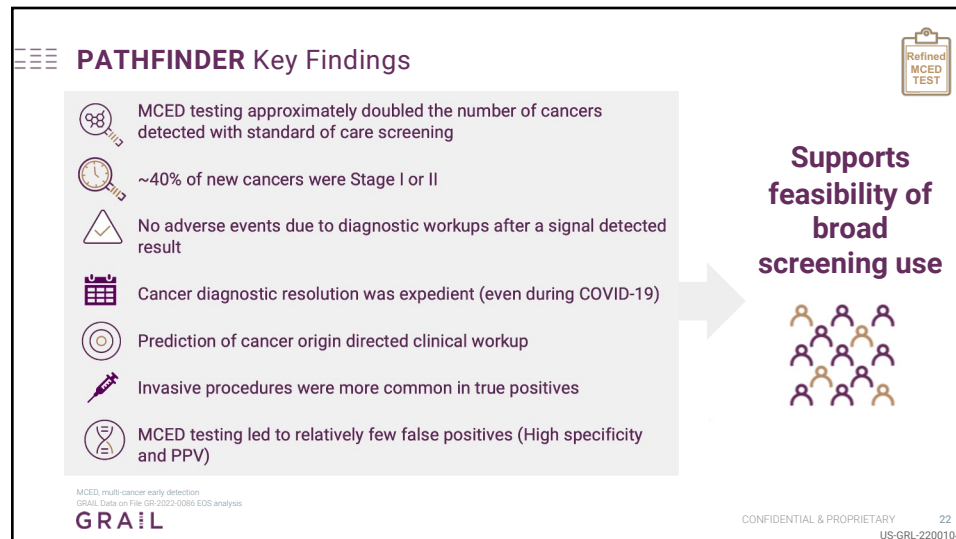 PATHFINDER Key Findings
Refined
MCED
TEST
MCED testing approximately doubled the number of cancers
detected with standard of care screening
~40% of new cancers were Stage I or II
No adverse events due to diagnostic workups after a signal detected
result
Cancer diagnostic resolution was expedient (even during COVID-19)
Prediction of cancer origin directed clinical workup
Invasive procedures were more common in true positives
MCED testing led to relatively few false positives (High specificity
and PPV)
Supports
feasibility of
broad
screening use
MCED, multi-cancer early detection
GRAIL Data on File GR-2022-0086 EOS analysis
GRAIL
CONFIDENTIAL & PROPRIETARY 22
US-GRL-220010